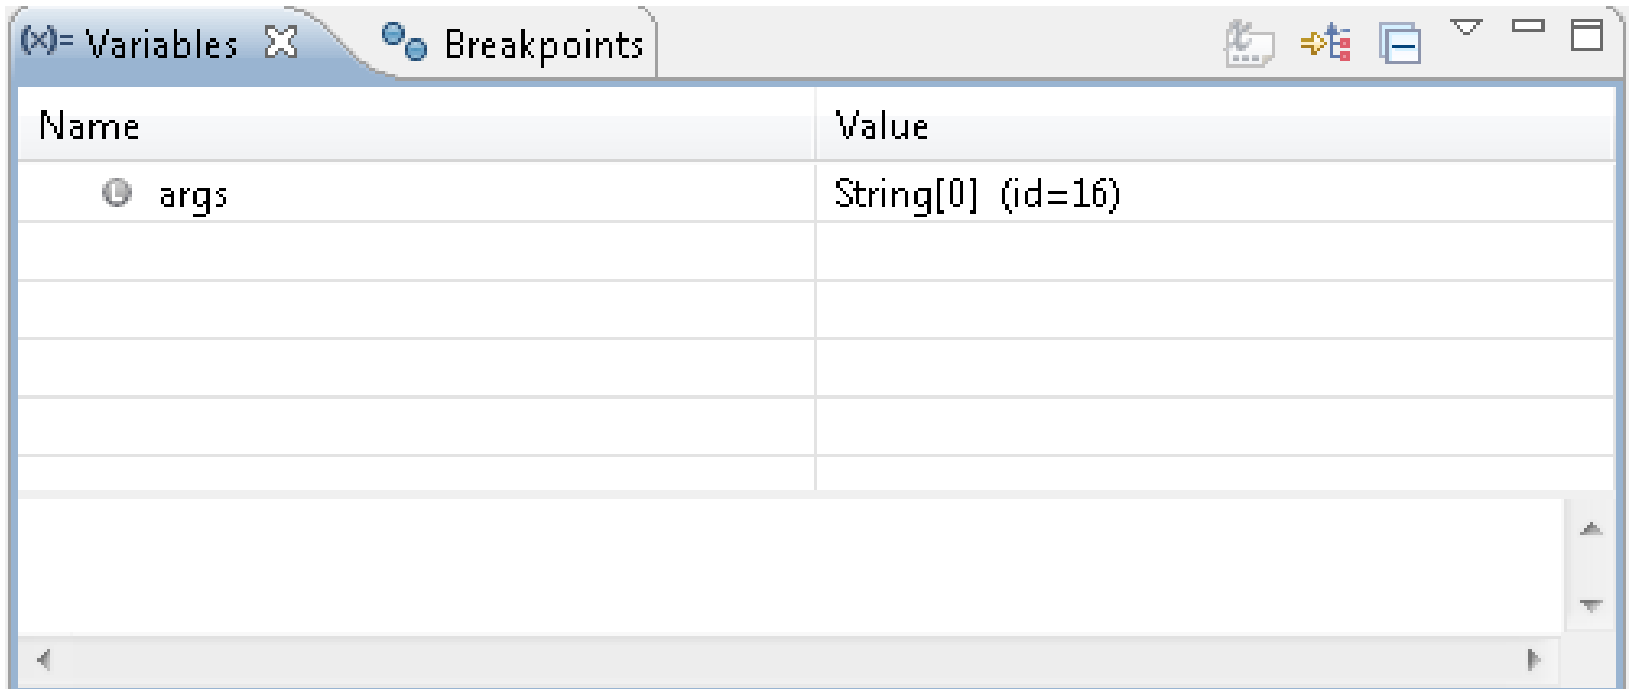 (x)= Variables Breakpoints
Name Value
L args String[0] (id=16)